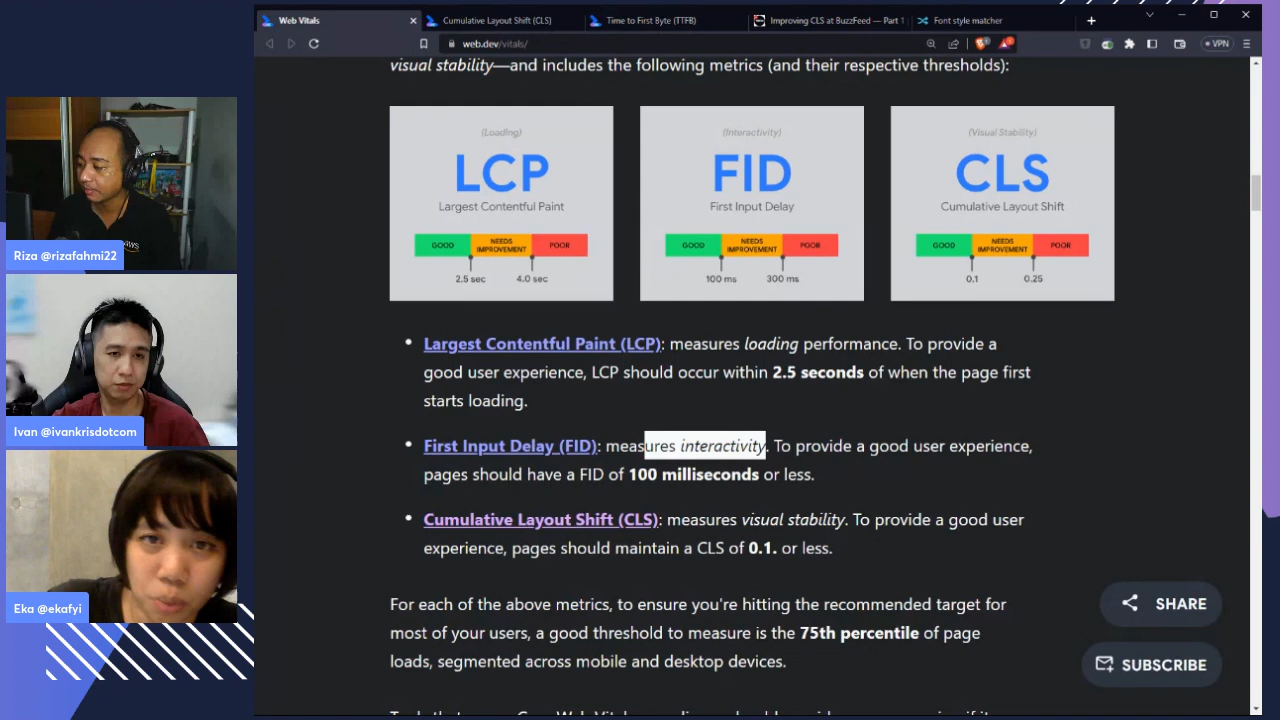 Web Vitals
Cumulative Layout Shift (CLS)
Time to First Byte (TTFB)
Improving CLS at BuzzFeed — Part 1
Font style matcher
web.dev/vitals/
VPN
visual stability—and includes the following metrics (and their respective thresholds):
(Loading)
LCP
Largest Contentful Paint
GOOD
NEEDS IMPROVEMENT
POOR
2.5 sec
4.0 sec
(Interactivity)
FID
First Input Delay
GOOD
NEEDS IMPROVEMENT
POOR
100 ms
300 ms
(Visual Stability)
CLS
Cumulative Layout Shift
GOOD
NEEDS IMPROVEMENT
POOR
0.1
0.25
Largest Contentful Paint (LCP): measures loading performance. To provide a
good user experience, LCP should occur within 2.5 seconds of when the page first
starts loading.
First Input Delay (FID): measures interactivity. To provide a good user experience,
pages should have a FID of 100 milliseconds or less.
Cumulative Layout Shift (CLS): measures visual stability. To provide a good user
experience, pages should maintain a CLS of 0.1. or less.
For each of the above metrics, to ensure you're hitting the recommended target for
most of your users, a good threshold to measure is the 75th percentile of page
loads, segmented across mobile and desktop devices.
SHARE
SUBSCRIBE
aws
Riza @rizafahmi22
Ivan @ivankrisdotcom
Eka @ekafyi